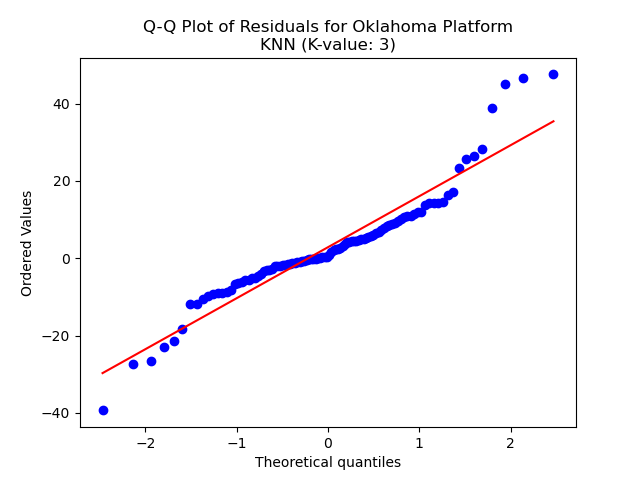 Q-Q Plot of Residuals for Oklahoma Platform
KNN (K-value: 3)
Ordered Values
40
20
0
−20
−40
−2
−1
0
1
2
Theoretical quantiles